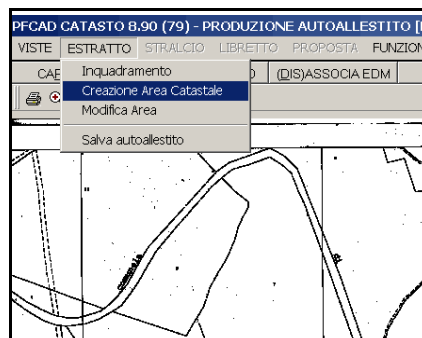 PFCAD CATASTO 8.90 (79) - PRODUZIONE AUTOALLESTITO [
VISTE ESTRATTO STRALCIO LIBRETTO PROPOSTA FUNZION
(DIS)ASSOCIA EDM
Inquadramento
Creazione Area Catastale
Modifica Area
Salva autoallestito